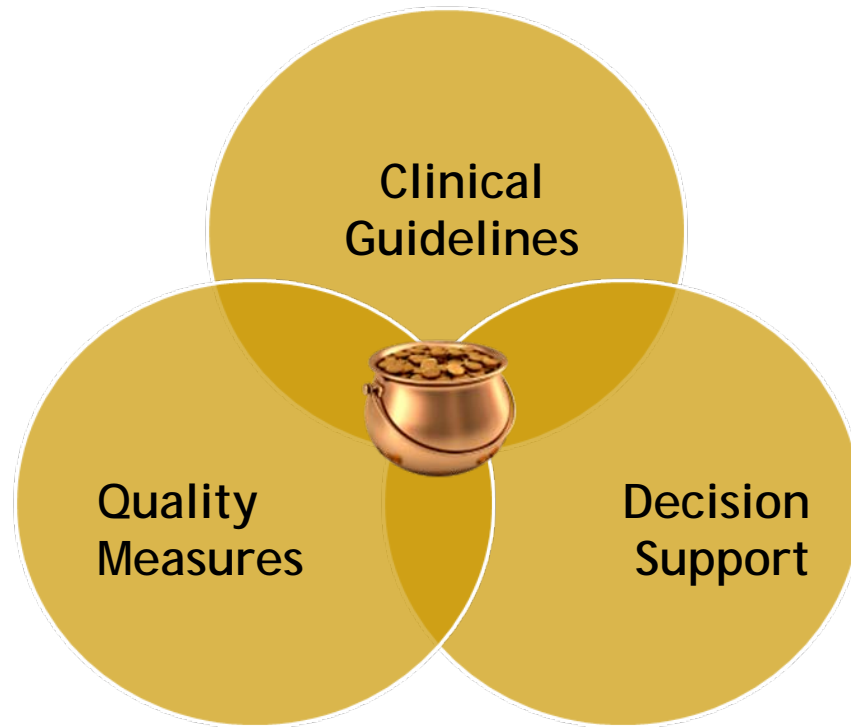 Clinical
Guidelines
Quality
Measures
Decision
Support